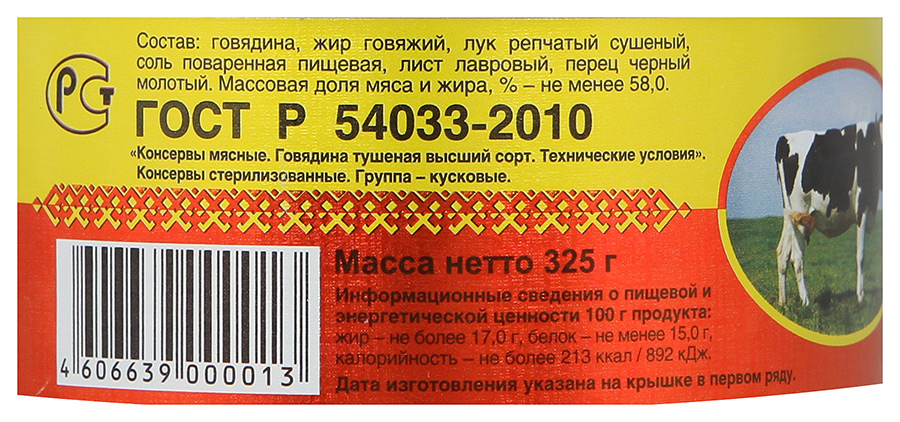 Состав: говядина, жир говяжий, лук репчатый сушеный,
соль поваренная пищевая, лист лавровый, перец черный
молотый. Массовая доля мяса и жира, % – не менее 58,0.
РСТ
ГОСТ Р 54033-2010
«Консервы мясные. Говядина тушеная высший сорт. Технические условия».
Консервы стерилизованные. Группа – кусковые.
Масса нетто 325 г
Информационные сведения о пищевой и
энергетической ценности 100 г продукта:
жир – не более 17,0 г, белок – не менее 15,0 г,
калорийность – не более 213 ккал / 892 кДж.
Дата изготовления указана на крышке в первом ряду.
4 606639 000013